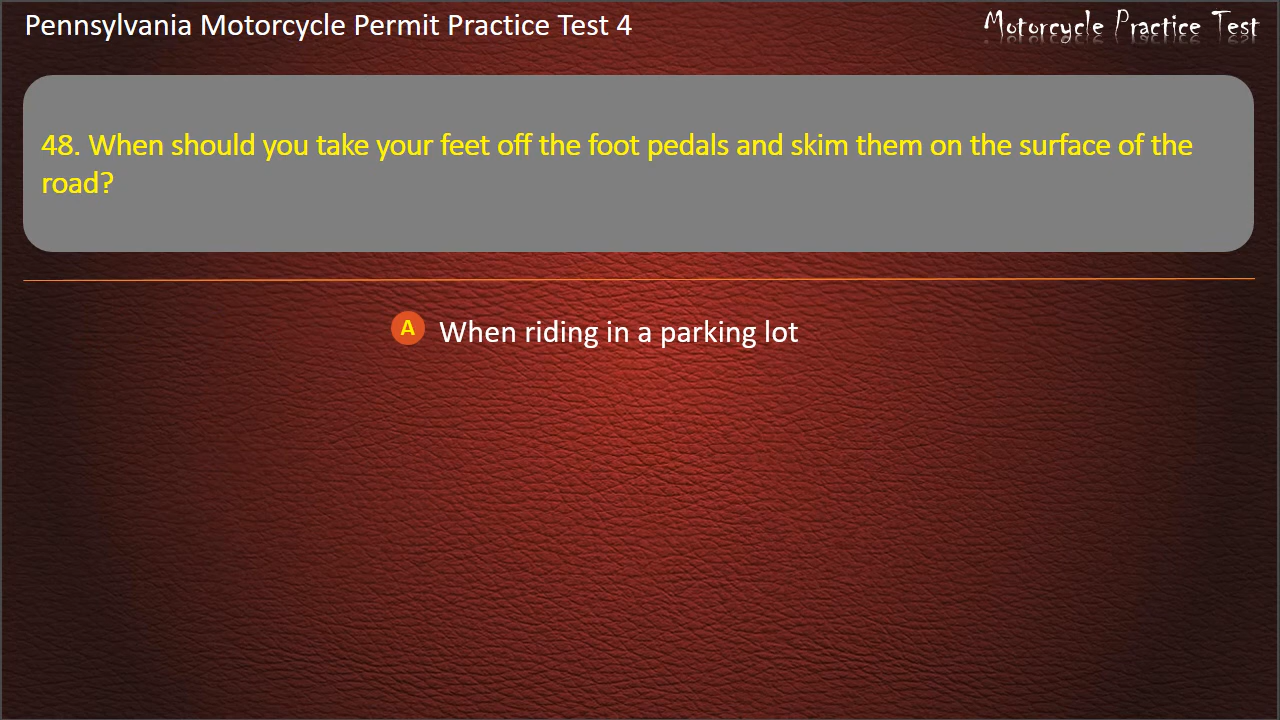 Pennsylvania Motorcycle Permit Practice Test 4
Motorcycle Practice Test
48. When should you take your feet off the foot pedals and skim them on the surface of the
road?
A When riding in a parking lot